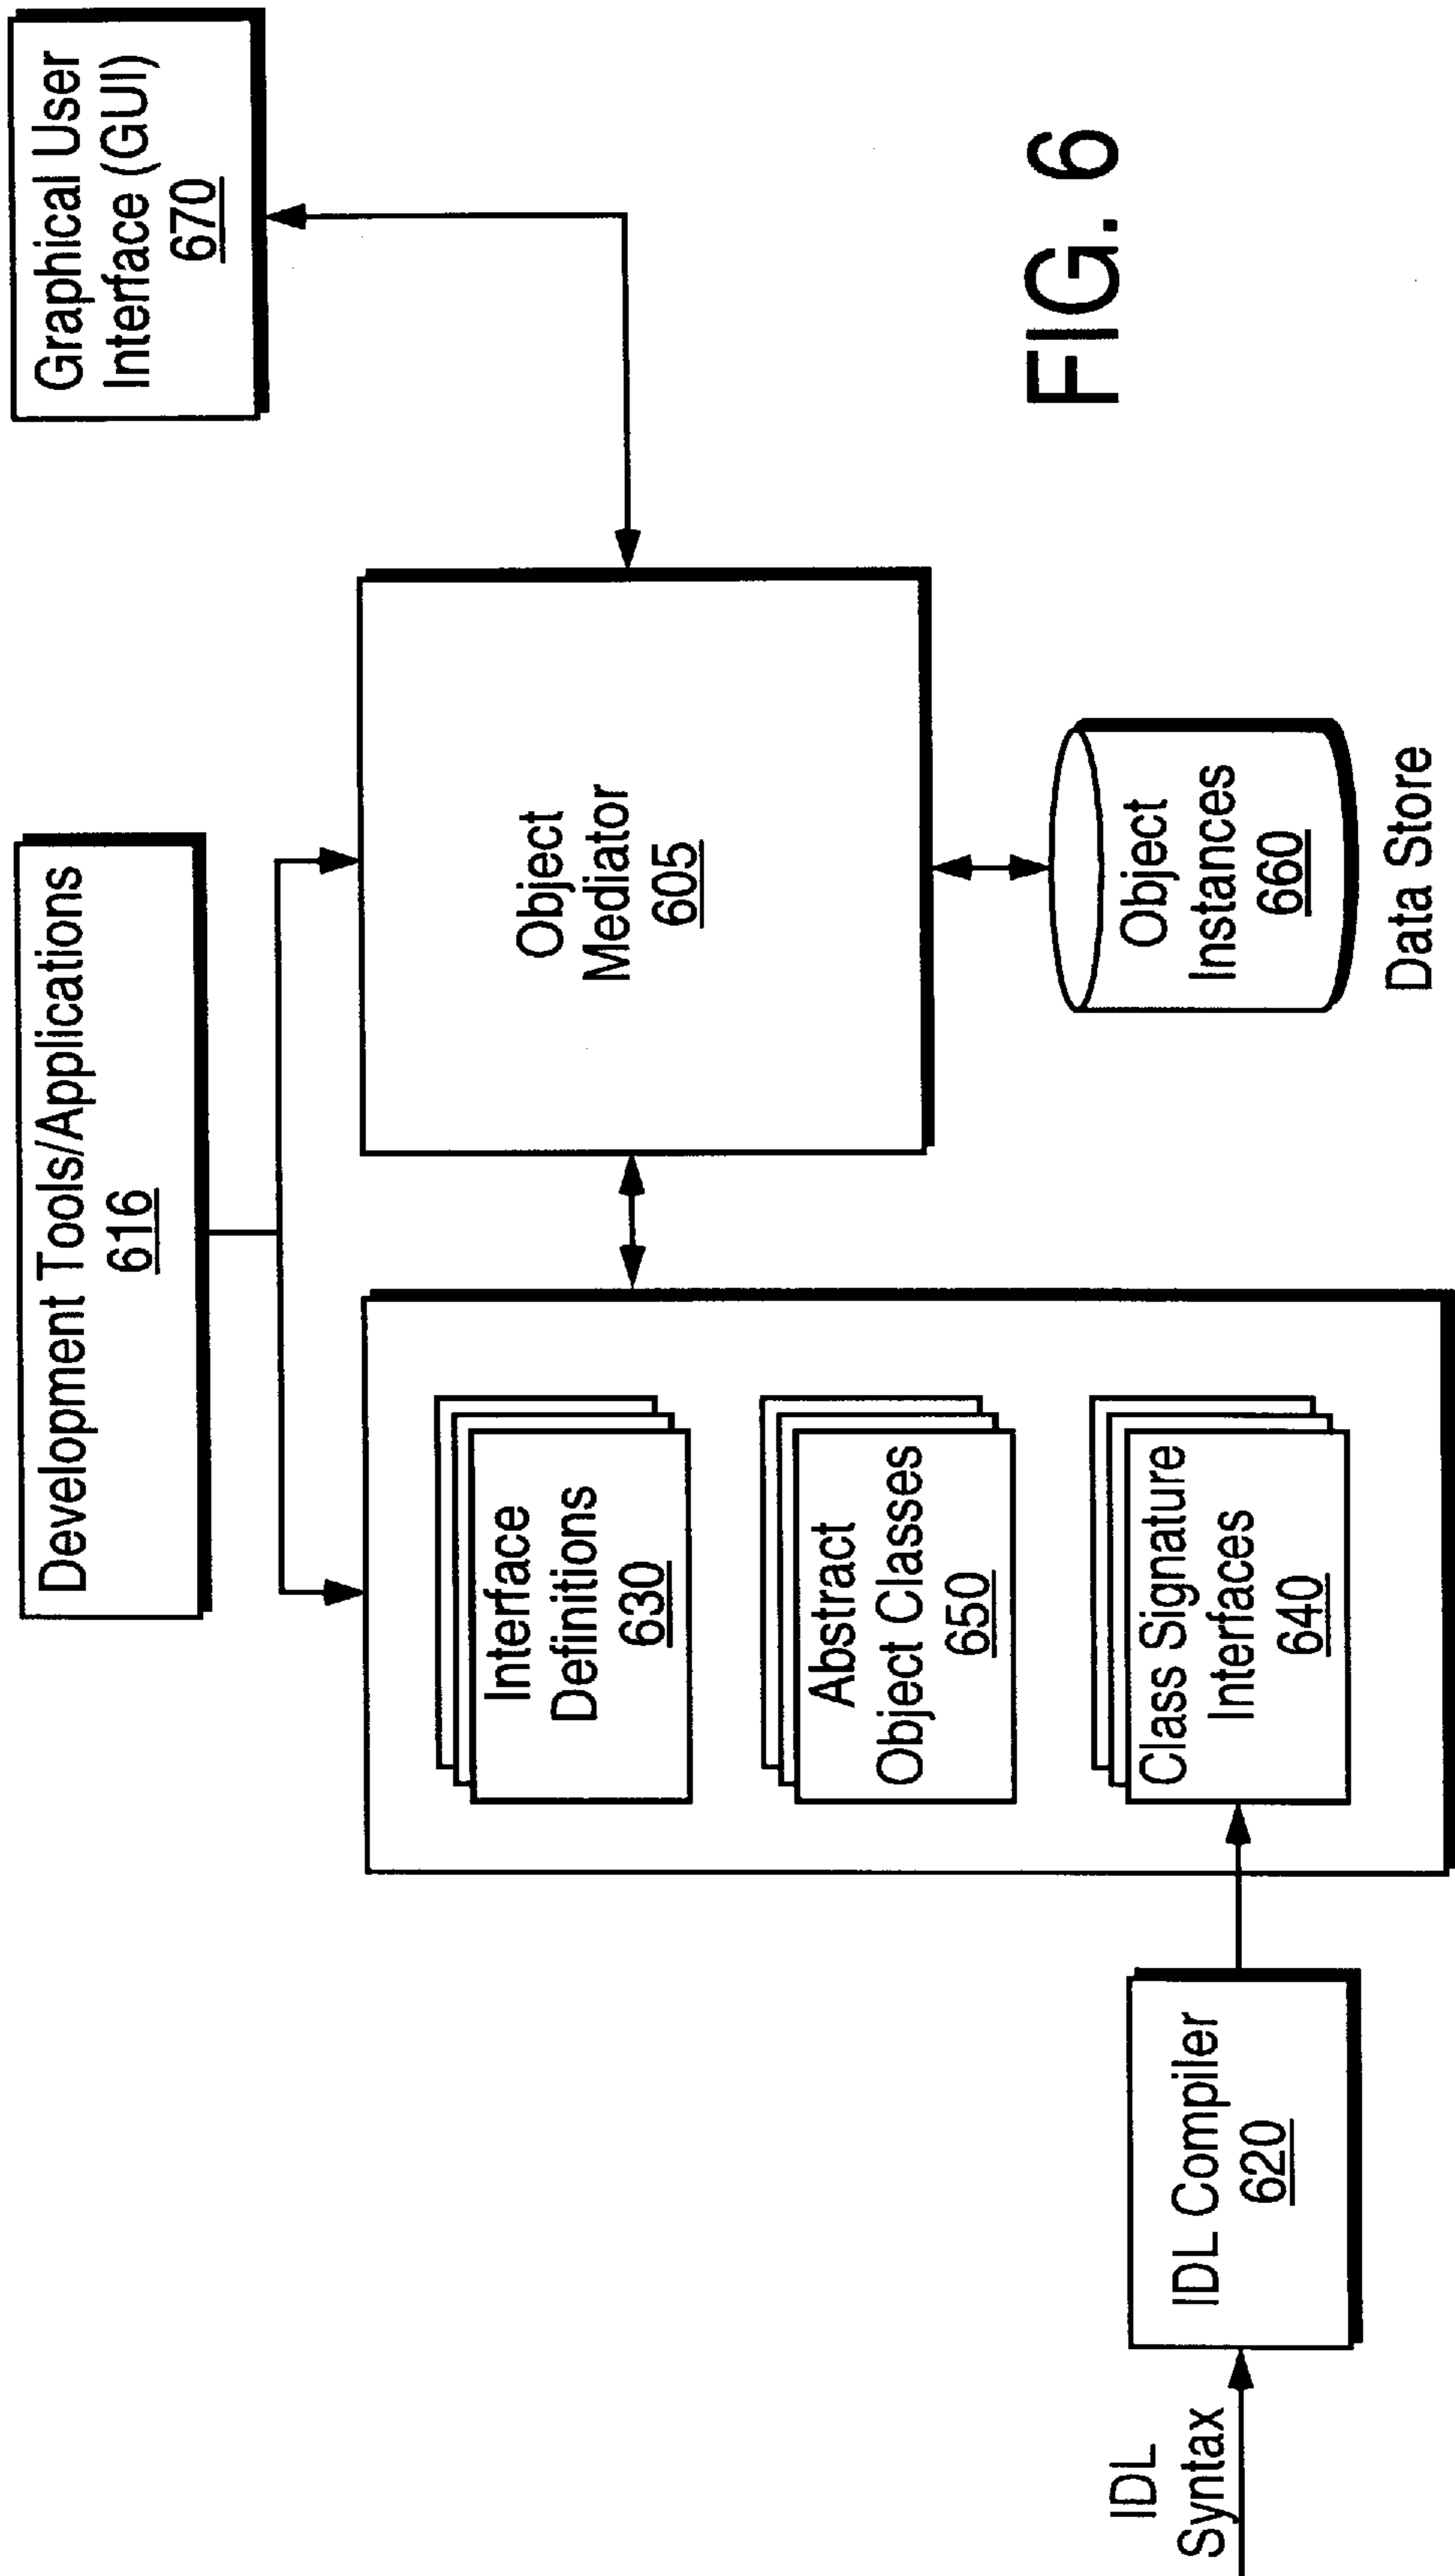 Development Tools/Applications
616
Graphical User
Interface (GUI)
670
Interface
Definitions
630
Abstract
Object Classes
650
Class Signature
Interfaces
640
Object
Mediator
605
IDL
Syntax
IDL Compiler
620
Object
Instances
660
Data Store
FIG. 6